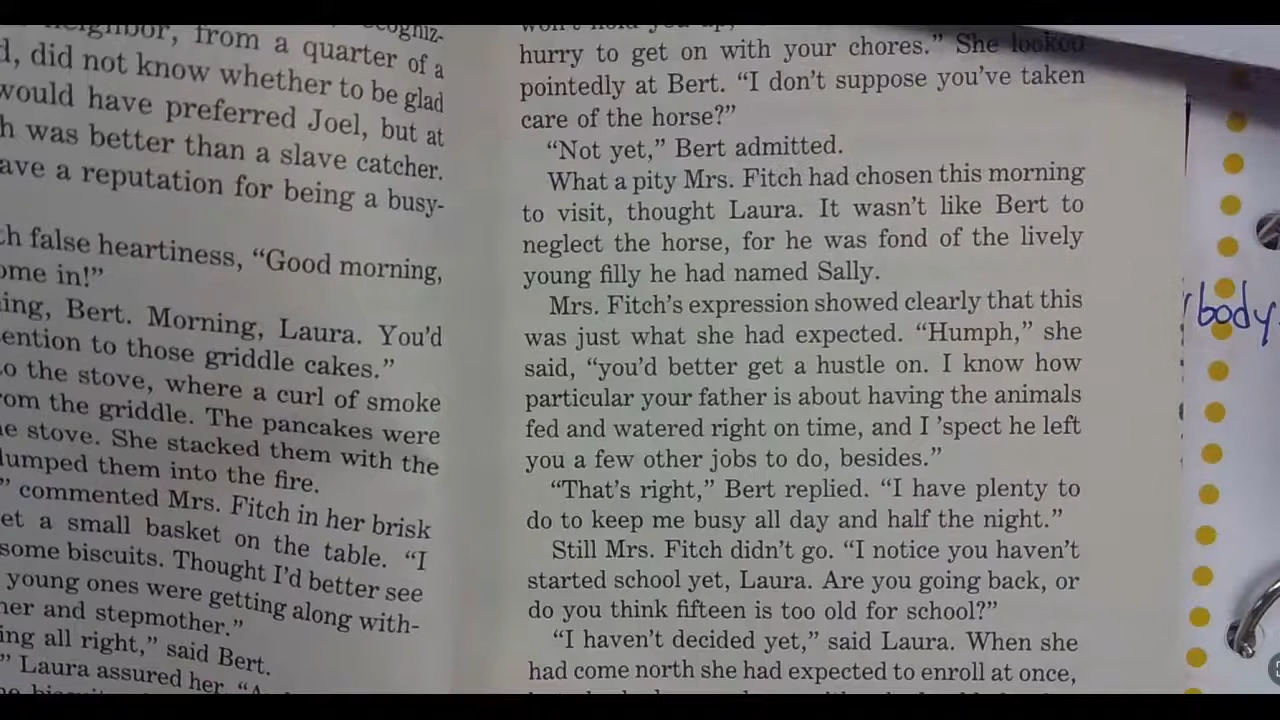 neighbor, from a quarter of a
did not know whether to be glad
would have preferred Joel, but at
was better than a slave catcher.
have a reputation for being a busy-
false heartiness, “Good morning,
come in!”
Bert. Morning, Laura. You’d
to those griddle cakes.”
to the stove, where a curl of smoke
from the griddle. The pancakes were
stove. She stacked them with the
dumped them into the fire.
” commented Mrs. Fitch in her brisk
a small basket on the table. “I
some biscuits. Thought I’d better see
young ones were getting along with-
and stepmother.”
all right,” said Bert.
” Laura assured her.
hurry to get on with your chores.” She looked
pointedly at Bert. “I don’t suppose you’ve taken
care of the horse?”
“Not yet,” Bert admitted.
What a pity Mrs. Fitch had chosen this morning
to visit, thought Laura. It wasn’t like Bert to
neglect the horse, for he was fond of the lively
young filly he had named Sally.
Mrs. Fitch’s expression showed clearly that this
was just what she had expected. “Humph,” she
said, “you’d better get a hustle on. I know how
particular your father is about having the animals
fed and watered right on time, and I ’spect he left
you a few other jobs to do, besides.”
“That’s right,” Bert replied. “I have plenty to
do to keep me busy all day and half the night.”
Still Mrs. Fitch didn’t go. “I notice you haven’t
started school yet, Laura. Are you going back, or
do you think fifteen is too old for school?”
“I haven’t decided yet,” said Laura. When she
had come north she had expected to enroll at once,
body